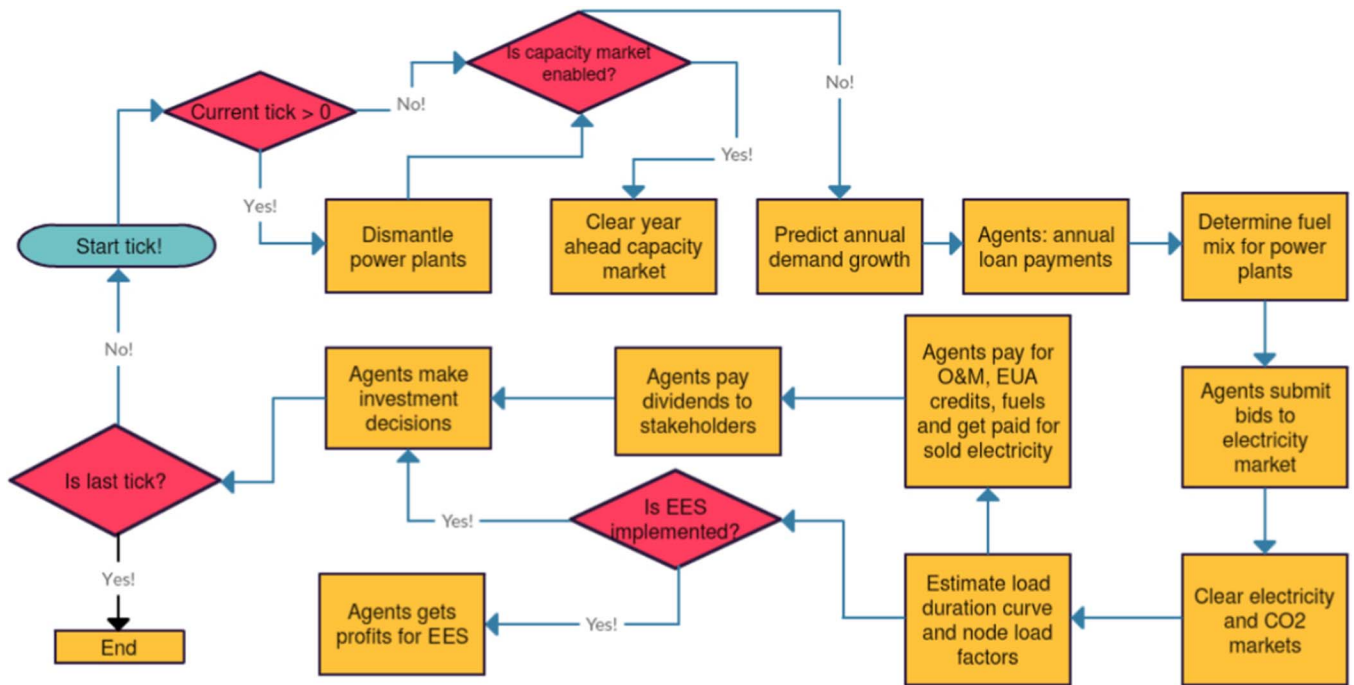 Is capacity market
enabled?
No!
Current tick > 0
No!
Yes!
Yes!
Start tick!
Dismantle
power plants
Clear year
ahead capacity
market
Predict annual
demand growth
Agents: annual
loan payments
Determine fuel
mix for power
plants
No!
Agents make
investment
decisions
Agents pay
dividends to
stakeholders
Agents pay for
O&M, EUA
credits, fuels
and get paid for
sold electricity
Agents submit
bids to
electricity
market
Is last tick?
Yes!
Is EES
implemented?
Yes!
End
Agents gets
profits for EES
Yes!
Estimate load
duration curve
and node load
factors
Clear electricity
and CO2
markets